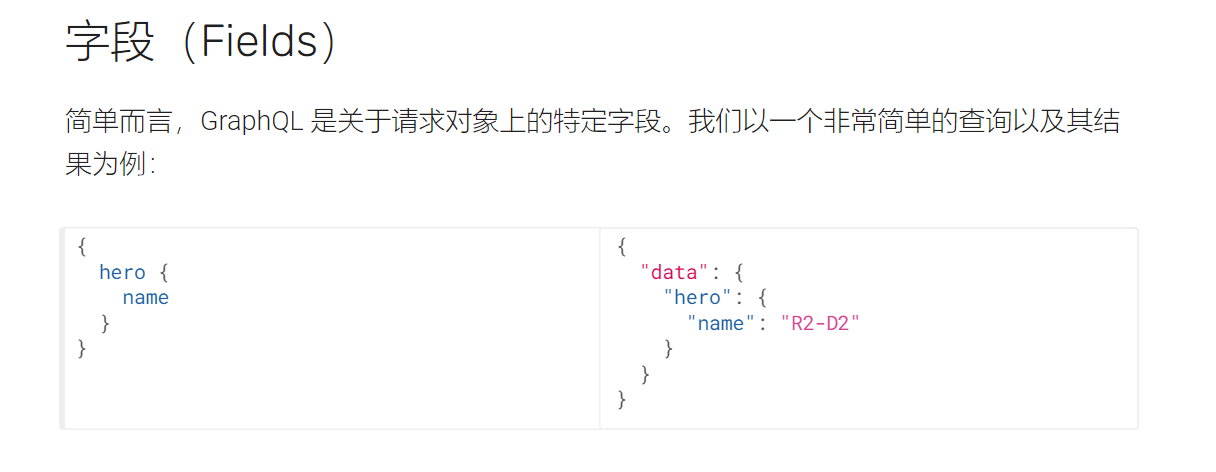 字段（Fields）
简单而言，GraphQL 是关于请求对象上的特定字段。我们以一个非常简单的查询以及其结
果为例：
{
  hero {
    name
  }
}
{
  "data": {
    "hero": {
      "name": "R2-D2"
    }
  }
}